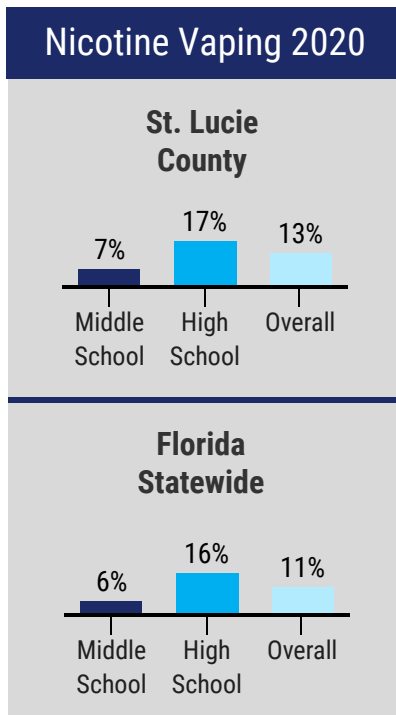 Nicotine Vaping 2020
St. Lucie
County
7%
17%
13%
Middle
School
High
School
Overall
Florida
Statewide
6%
16%
11%
Middle
School
High
School
Overall